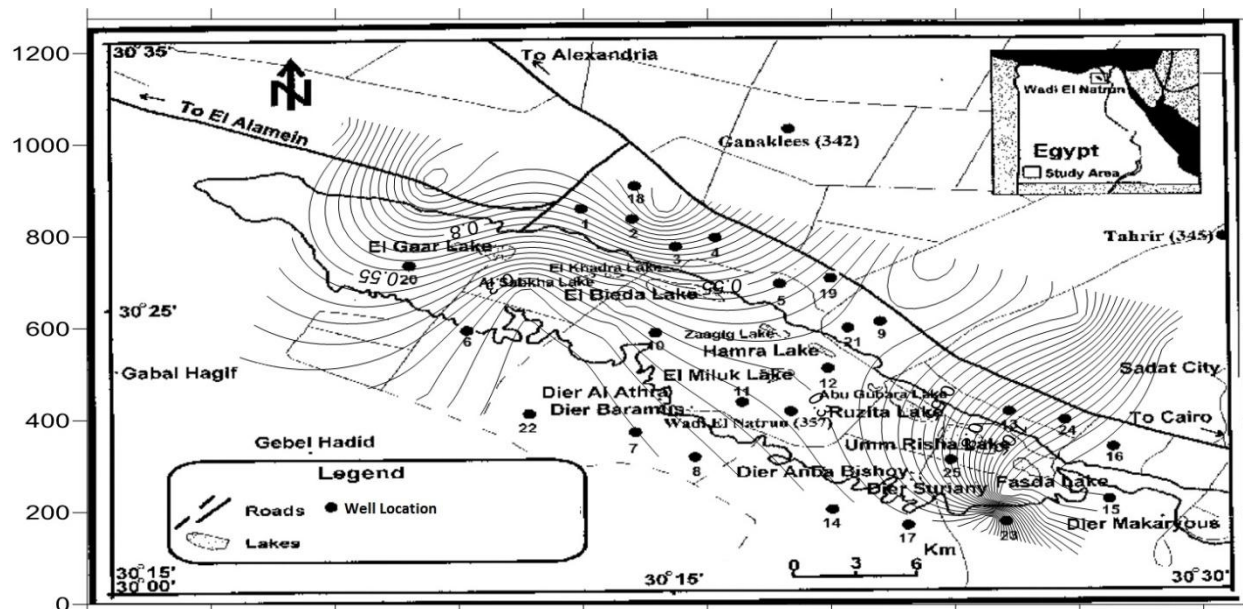 1200
1000
800
600
400
200
0
30°35'
To Alexandria
N
To El Alamein
Ganaklees (342)
Wadi El Natrun
Egypt
Study Area
18
1
2
3
4
0.8
El Gaar Lake
Tahrir (345)
20
0.55
El Khadra Lake
Al Sabkha Lake
0.55
El Bieda Lake
5
19
30°25'
6
10
Zaagig Lake
21
9
Hamra Lake
Gabal Hagif
El Miluk Lake
12
Sadat City
Dier Al Athra
11
Abu Gubara Lake
Dier Baramus
Ruzita Lake
13
24
To Cairo
22
Wadi El Natrun (357)
7
Gebel Hadid
Umm Risha Lake
16
8
25
Dier Anba Bishoy
Legend
Dier Suriany
Fasda Lake
Roads
Well Location
15
14
17
23
Dier Makaryous
Lakes
Km
0 3 6
30°15'
30°00'
30°15'
30°30'